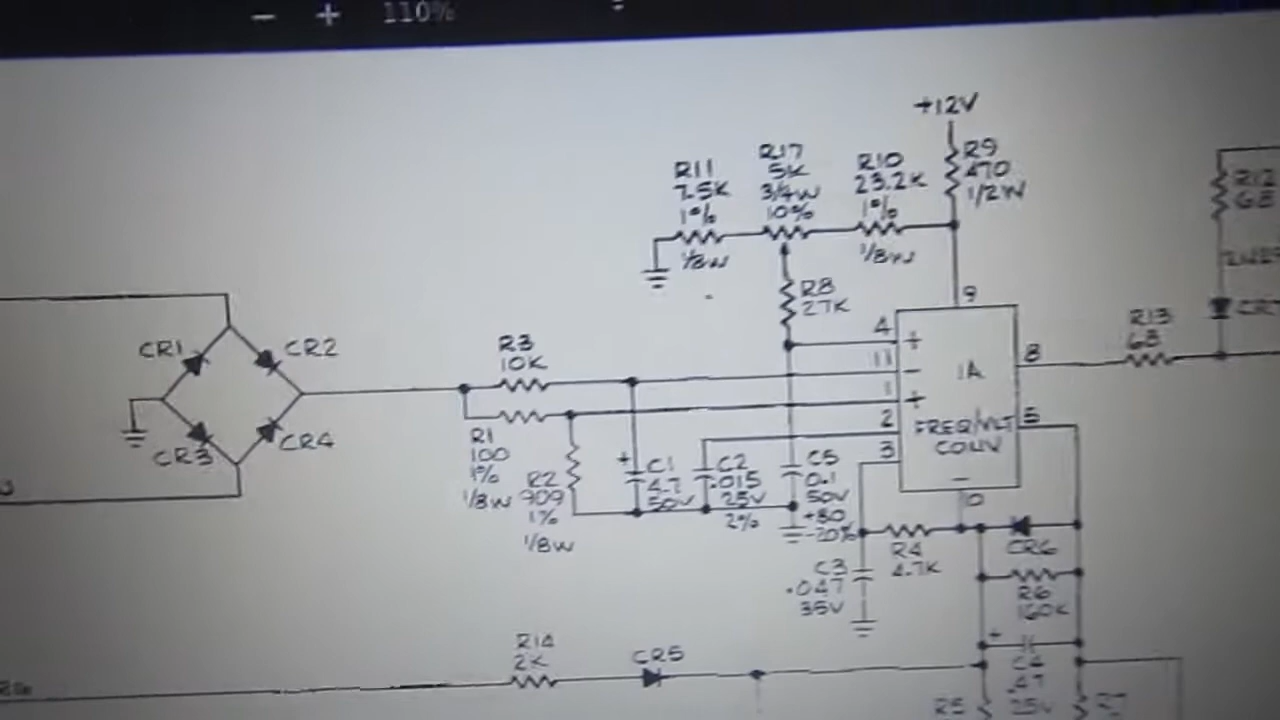 − + 110%
+12V
R11
7.5K
1%
1/8W
R17
5K
3/4W
10%
R10
23.2K
1%
1/8W
R9
470
1/2W
R12
68
R8
27K
9
4
+
11
−
1
+
2
3
1A
FREQ/VLT
CONV
8
5
−
10
R13
68
CR1
CR2
CR3
CR4
R3
10K
R1
100
1%
1/8W
R2
909
1%
1/8W
+
C1
4.7
50V
C2
.015
25V
2%
C5
0.1
50V
+80
-20%
R4
4.7K
C3
.047
35V
CR6
R6
160K
+
C4
.47
25V
R14
2K
CR5
R5